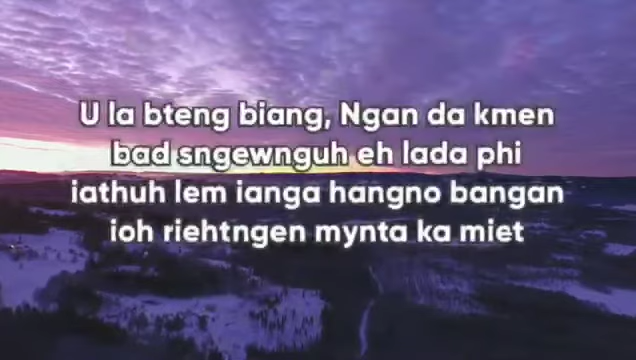 U la bteng biang, Ngan da kmen
bad sngewnguh eh lada phi
iathuh lem ianga hangno bangan
ioh riehtngen mynta ka miet